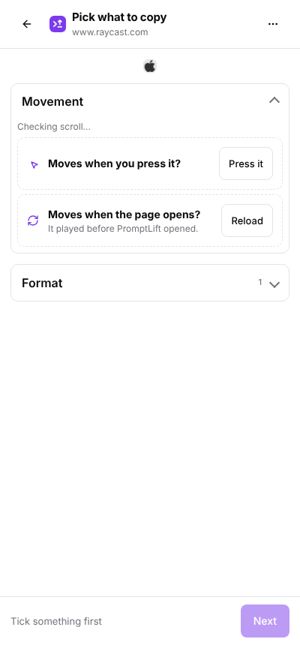 Pick what to copy
www.raycast.com
Movement
Checking scroll...
Moves when you press it?
Press it
Moves when the page opens?
It played before PromptLift opened.
Reload
Format
1
Tick something first
Next